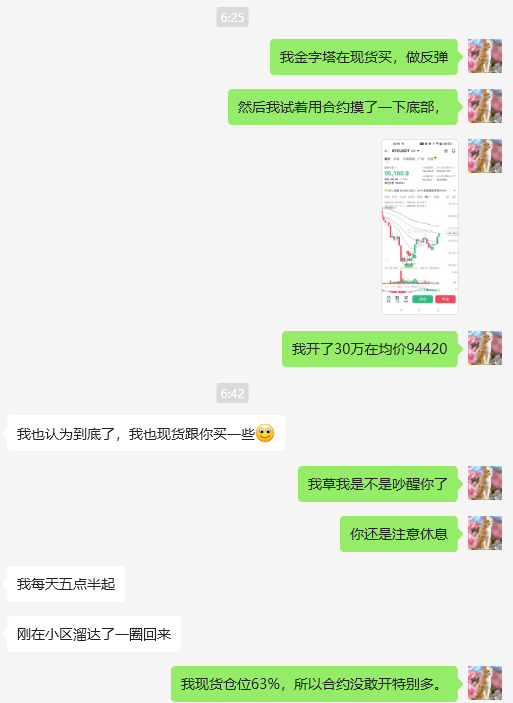 6:25
我金字塔在现货买，做反弹
然后我试着用合约摸了一下底部，
95,100.8
我开了30万在均价94420
6:42
我也认为到底了，我也现货跟你买一些
我草我是不是吵醒你了
你还是注意休息
我每天五点半起
刚在小区溜达了一圈回来
我现货仓位63%，所以合约没敢开特别多。